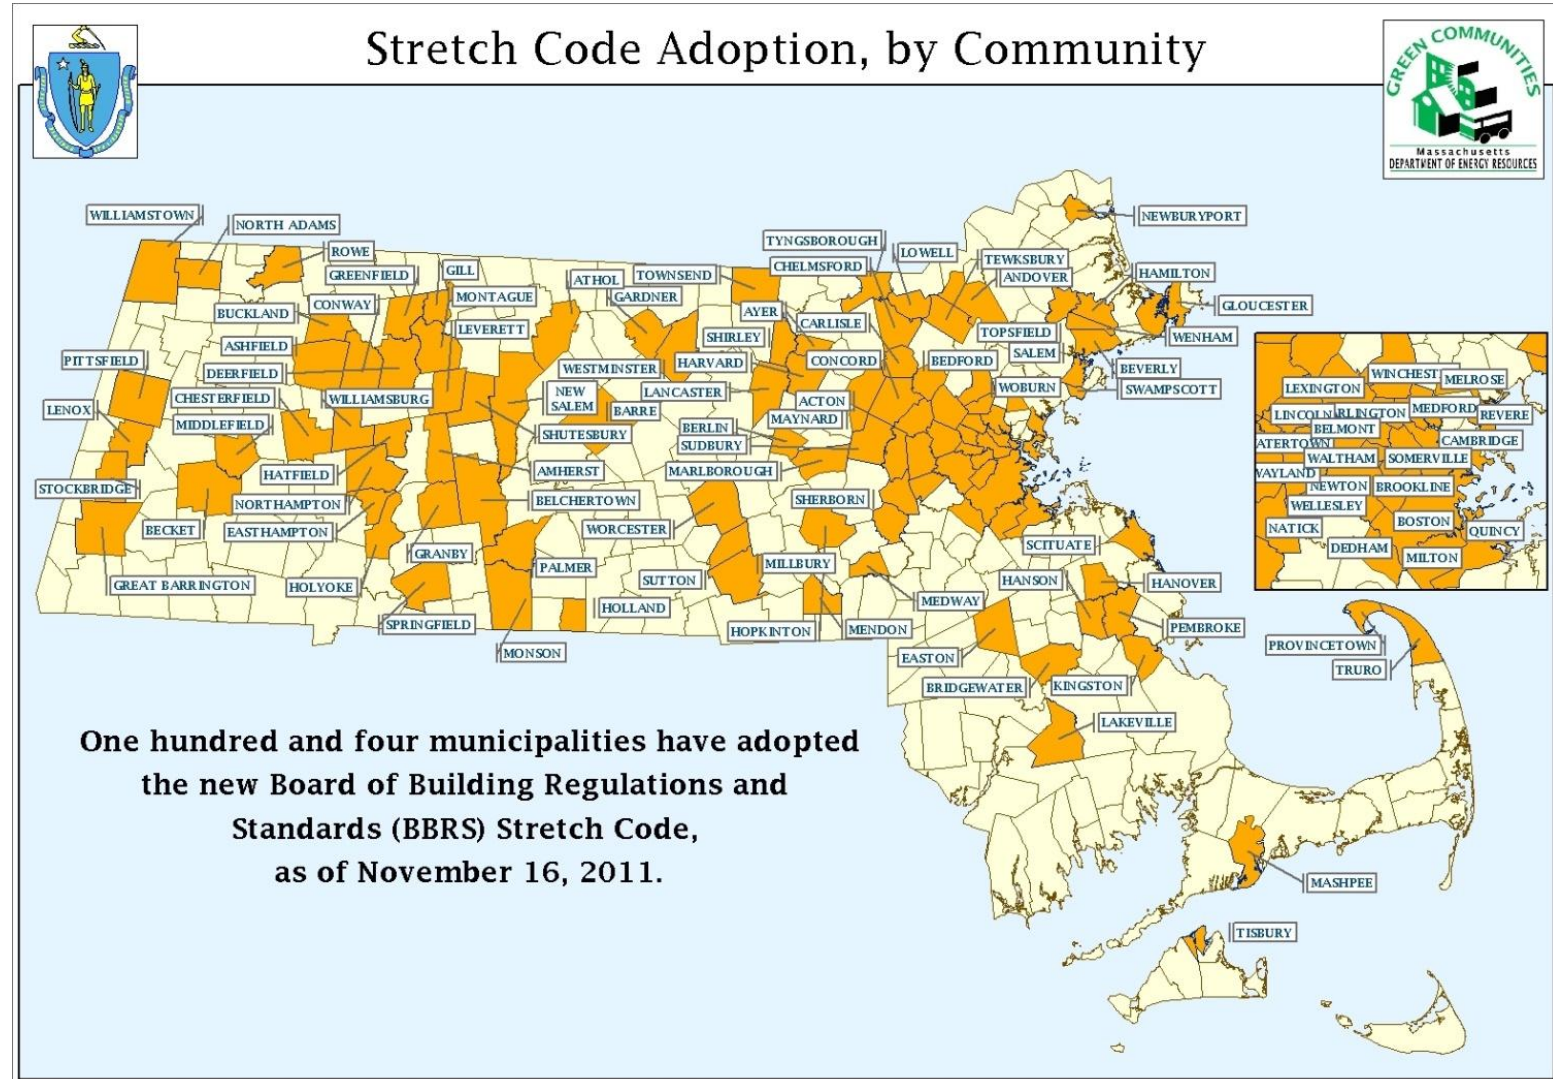 Stretch Code Adoption, by Community
GREEN COMMUNITIES
Massachusetts
DEPARTMENT OF ENERGY RESOURCES
WILLIAMSTOWN
NORTH ADAMS
ROWE
GREENFIELD
GILL
CONWAY
MONTAGUE
BUCKLAND
LEVERETT
ASHFIELD
PITTSFIELD
DEERFIELD
CHESTERFIELD
WILLIAMSBURG
LENOX
MIDDLEFIELD
HATFIELD
STOCKBRIDGE
NORTHAMPTON
BECKET
EASTHAMPTON
GREAT BARRINGTON
HOLYOKE
GRANBY
SPRINGFIELD
MONSON
ATHOL
GARDNER
TOWNSEND
TYNGSBOROUGH
CHELMSFORD
LOWELL
TEWKSBURY
ANDOVER
NEWBURYPORT
HAMILTON
GLOUCESTER
AYER
CARLISLE
SHIRLEY
TOPSFIELD
WENHAM
WESTMINSTER
HARVARD
CONCORD
BEDFORD
SALEM
BEVERLY
NEW
SALEM
BARRE
LANCASTER
ACTON
WOBURN
SWAMPSCOTT
MAYNARD
SHUTESBURY
BERLIN
SUDBURY
AMHERST
MARLBOROUGH
BELCHERTOWN
SHERBORN
WORCESTER
PALMER
MILLBURY
SUTTON
HOLLAND
HOPKINTON
MENDON
MEDWAY
SCITUATE
HANSON
HANOVER
PEMBROKE
EASTON
BRIDGEWATER
KINGSTON
LAKEVILLE
LEXINGTON
WINCHEST
MELROSE
LINCOLN
ARLINGTON
MEDFORD
REVERE
BELMONT
ATERTOWN
CAMBRIDGE
WALTHAM
SOMERVILLE
WAYLAND
NEWTON
BROOKLINE
WELLESLEY
NATICK
BOSTON
QUINCY
DEDHAM
MILTON
PROVINCETOWN
TRURO
MASHPEE
TISBURY
One hundred and four municipalities have adopted
the new Board of Building Regulations and
Standards (BBRS) Stretch Code,
as of November 16, 2011.